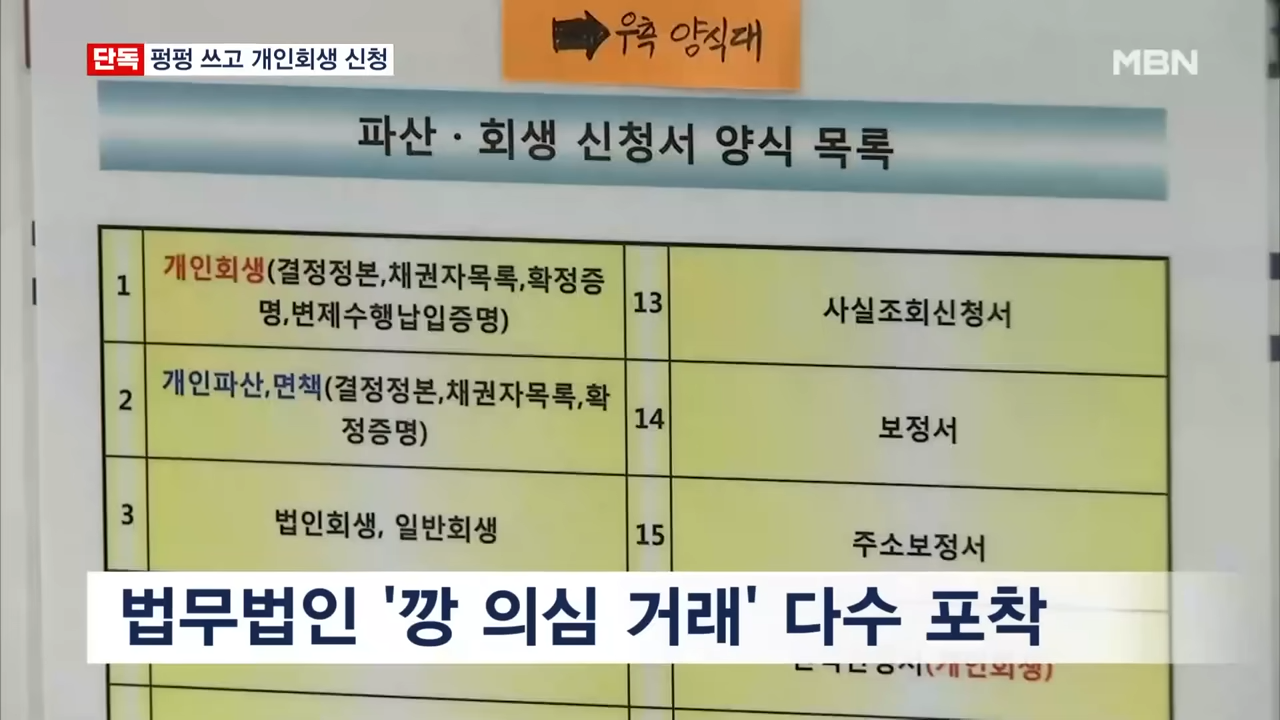 단독 펑펑 쓰고 개인회생 신청
MBN
➡우측 양식대
파산 · 회생 신청서 양식 목록
1 개인회생(결정정본,채권자목록,확정증
명,변제수행납입증명)
13 사실조회신청서
2 개인파산,면책(결정정본,채권자목록,확
정증명)
14 보정서
3 법인회생, 일반회생
15 주소보정서
법무법인 '깡 의심 거래' 다수 포착
(개인회생)